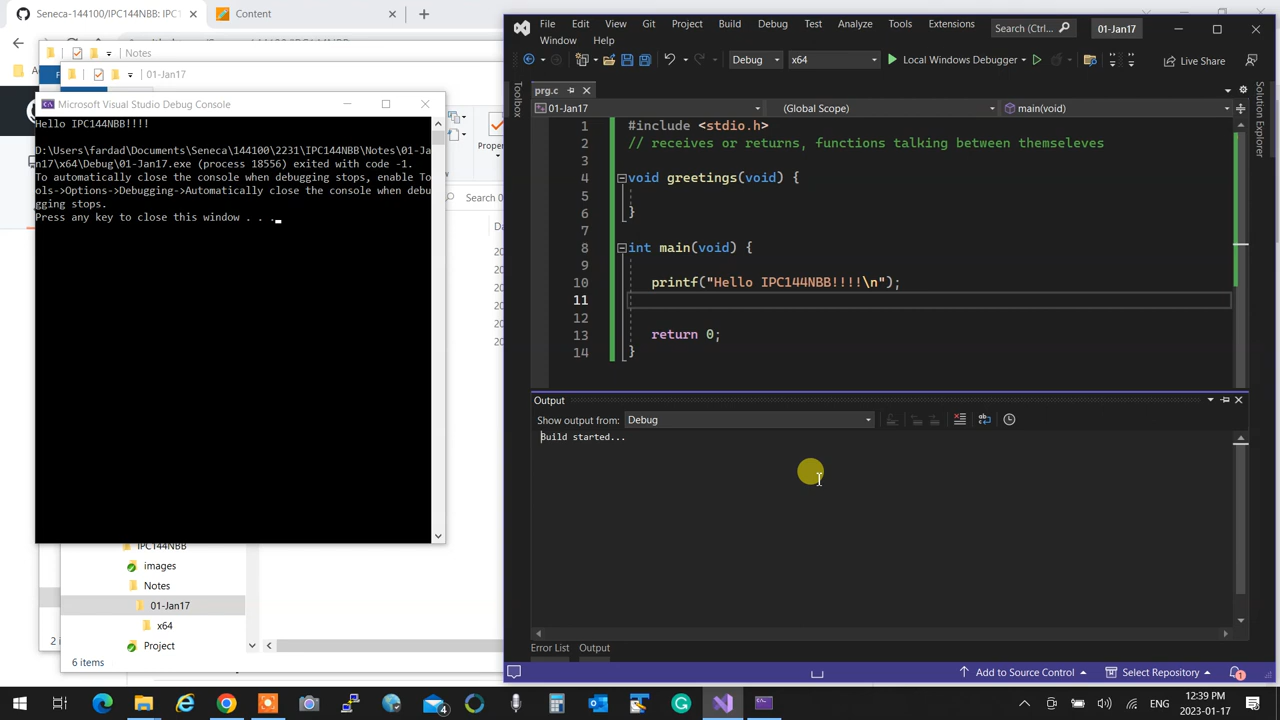 Seneca-144100/IPC144NBB: IPC1
Content
Notes
01-Jan17
Microsoft Visual Studio Debug Console
Hello IPC144NBB!!!!
D:\Users\fardad\Documents\Seneca\144100\2231\IPC144NBB\Notes\01-Ja
n17\x64\Debug\01-Jan17.exe (process 18556) exited with code -1.
To automatically close the console when debugging stops, enable To
ols->Options->Debugging->Automatically close the console when debu
gging stops.
Press any key to close this window . . .
Proper
Search 0
IPC144NBB
images
Notes
01-Jan17
x64
Project
6 items
File Edit View Git Project Build Debug Test Analyze Tools Extensions
Window Help
Search (Ctrl...
01-Jan17
Debug
x64
Local Windows Debugger
Live Share
prg.c
01-Jan17
(Global Scope)
main(void)
Toolbox
Solution Explorer
1 #include <stdio.h>
2 // receives or returns, functions talking between themseleves
3
4 void greetings(void) {
5
6 }
7
8 int main(void) {
9
10 printf("Hello IPC144NBB!!!!\n");
11
12
13 return 0;
14 }
Output
Show output from: Debug
Build started...
Error List Output
Add to Source Control
Select Repository
1
4
ENG
12:39 PM
2023-01-17